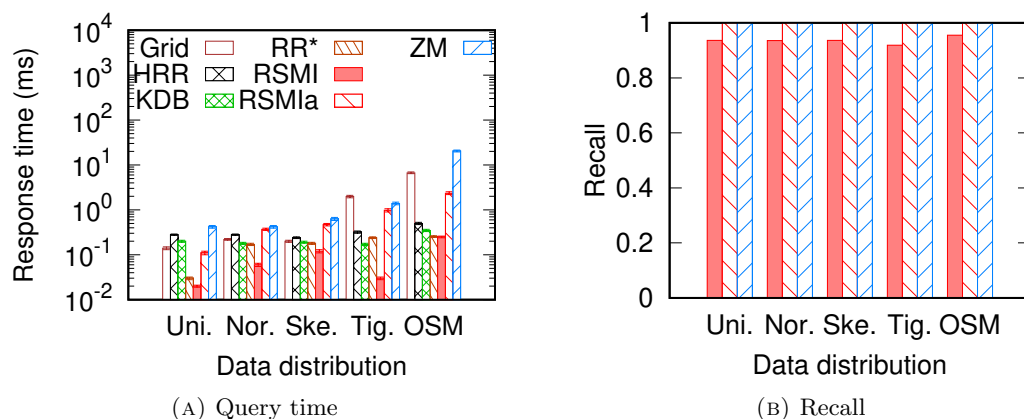 Response time (ms)
10^4
10^3
10^2
10^1
10^0
10^-1
10^-2
Grid
HRR
KDB
RR*
RSMI
RSMIa
ZM
Uni. Nor. Ske. Tig. OSM
Data distribution
(A) Query time
Recall
1
0.8
0.6
0.4
0.2
0
Uni. Nor. Ske. Tig. OSM
Data distribution
(B) Recall